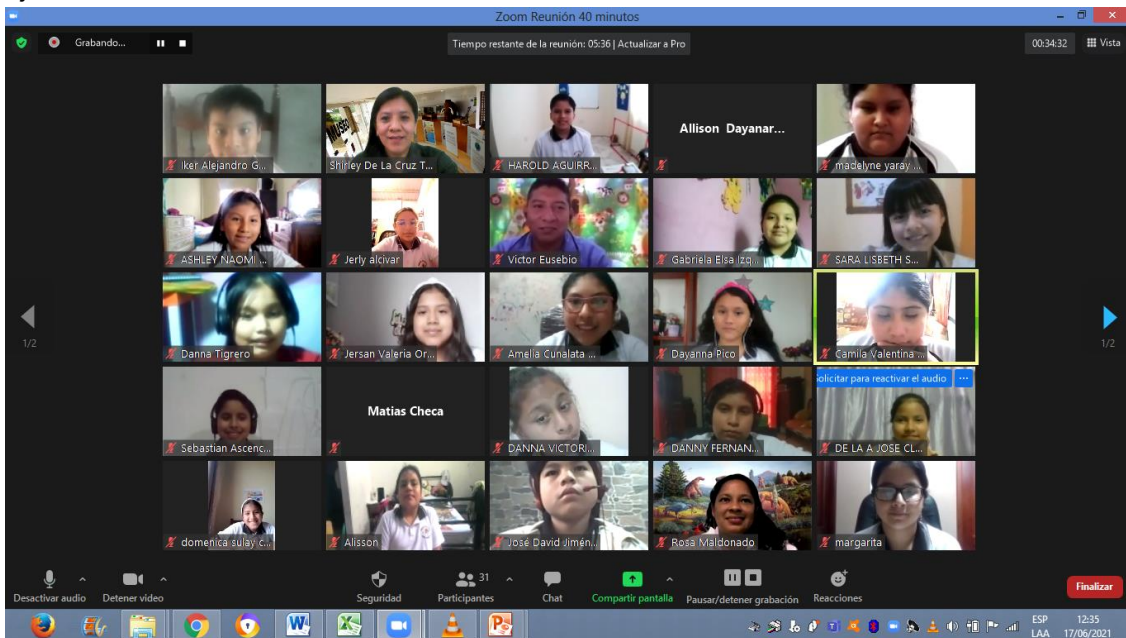 Zoom Reunión 40 minutos
Grabando...
Tiempo restante de la reunión: 05:36 | Actualizar a Pro
00:34:32
Vista
Iker Alejandro G...
Shirley De La Cruz T...
HAROLD AGUIRR...
Allison Dayanar...
madelyne yaray ...
MUSEO
ASHLEY NAOMI ...
Jerly alcivar
Victor Eusebio
Gabriela Elsa Izq...
SARA LISBETH S...
Danna Tigrero
Jersan Valeria Or...
Amelia Cunalata ...
Dayanna Pico
Camila Valentina ...
1/2
1/2
Solicitar para reactivar el audio
...
Matias Checa
Sebastian Ascenc...
DANNA VICTORI...
DANNY FERNAN...
DE LA A JOSE CL...
domenica sulay c...
Alisson
José David Jimén...
Rosa Maldonado
margarita
Desactivar audio
Detener video
Seguridad
Participantes
31
Chat
Compartir pantalla
Pausar/detener grabación
Reacciones
Finalizar
ESP
LAA
12:35
17/06/2021